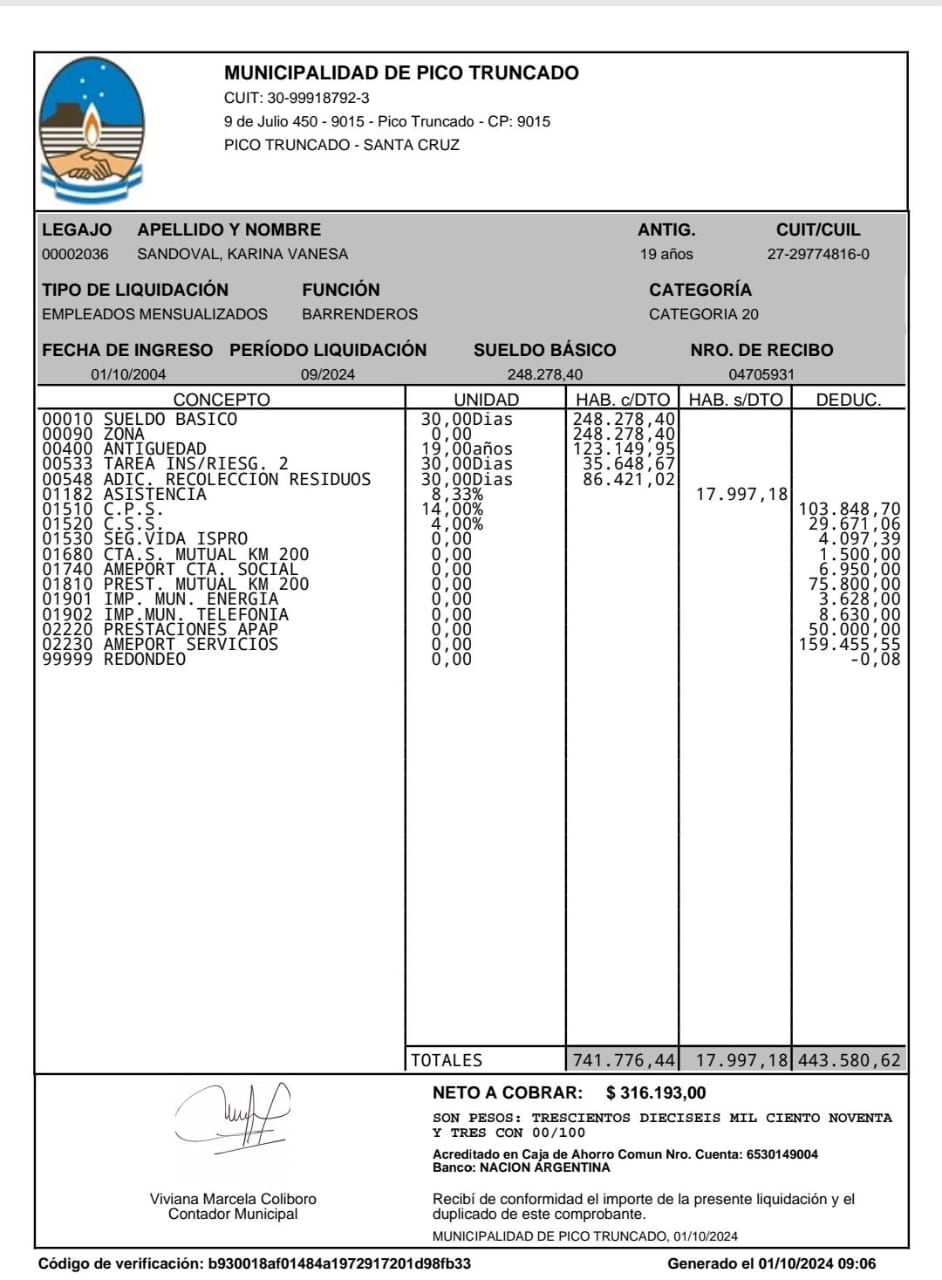 MUNICIPALIDAD DE PICO TRUNCADO
CUIT: 30-99918792-3
9 de Julio 450 - 9015 - Pico Truncado - CP: 9015
PICO TRUNCADO - SANTA CRUZ
LEGAJO APELLIDO Y NOMBRE ANTIG. CUIT/CUIL
00002036 SANDOVAL, KARINA VANESA 19 años 27-29774816-0
TIPO DE LIQUIDACIÓN FUNCIÓN CATEGORÍA
EMPLEADOS MENSUALIZADOS BARRENDEROS CATEGORIA 20
FECHA DE INGRESO PERÍODO LIQUIDACIÓN SUELDO BÁSICO NRO. DE RECIBO
01/10/2004 09/2024 248.278,40 04705931
CONCEPTO UNIDAD HAB. c/DTO HAB. s/DTO DEDUC.
00010 SUELDO BASICO 30,00Dias 248.278,40
00090 ZONA 0,00 248.278,40
00400 ANTIGUEDAD 19,00años 123.149,95
00533 TAREA INS/RIESG. 2 30,00Dias 35.648,67
00548 ADIC. RECOLECCION RESIDUOS 30,00Dias 86.421,02
01182 ASISTENCIA 8,33% 17.997,18
01510 C.P.S. 14,00% 103.848,70
01520 C.S.S. 4,00% 29.671,06
01530 SEG.VIDA ISPRO 0,00 4.097,39
01680 CTA.S. MUTUAL KM 200 0,00 1.500,00
01740 AMEPORT CTA. SOCIAL 0,00 6.950,00
01810 PREST. MUTUAL KM 200 0,00 75.800,00
01901 IMP. MUN. ENERGIA 0,00 3.628,00
01902 IMP.MUN. TELEFONIA 0,00 8.630,00
02220 PRESTACIONES APAP 0,00 50.000,00
02230 AMEPORT SERVICIOS 0,00 159.455,55
99999 REDONDEO 0,00 -0,08
TOTALES 741.776,44 17.997,18 443.580,62
NETO A COBRAR: $ 316.193,00
SON PESOS: TRESCIENTOS DIECISEIS MIL CIENTO NOVENTA
Y TRES CON 00/100
Acreditado en Caja de Ahorro Comun Nro. Cuenta: 6530149004
Banco: NACION ARGENTINA
Viviana Marcela Coliboro
Contador Municipal
Recibí de conformidad el importe de la presente liquidación y el
duplicado de este comprobante.
MUNICIPALIDAD DE PICO TRUNCADO, 01/10/2024
Código de verificación: b930018af01484a1972917201d98fb33 Generado el 01/10/2024 09:06